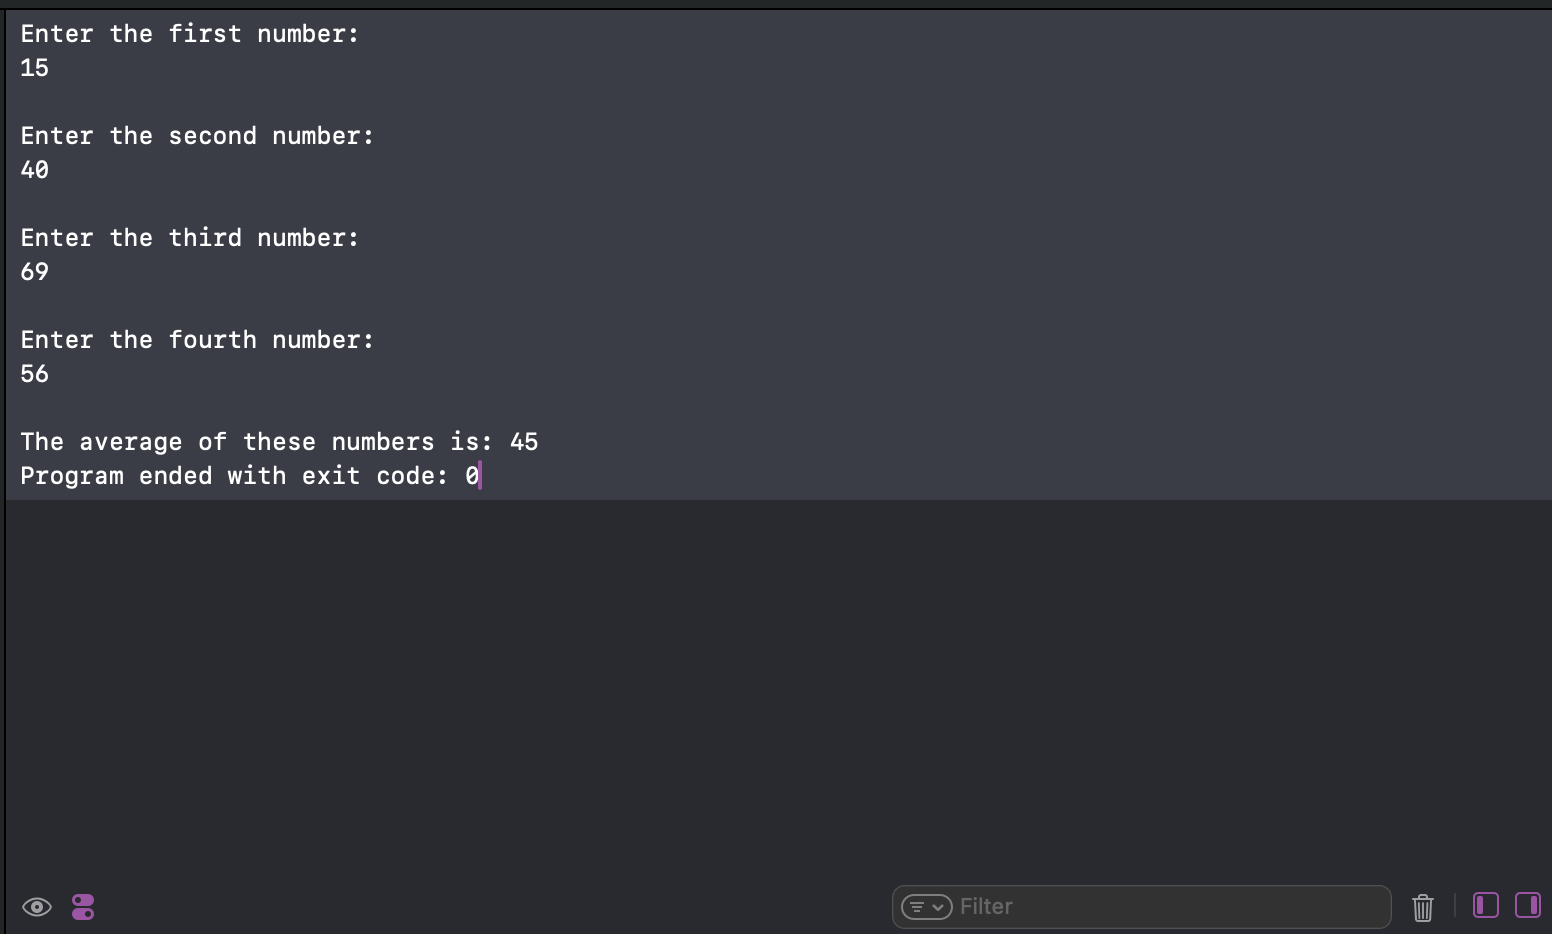 Enter the first number:
15
Enter the second number:
40
Enter the third number:
69
Enter the fourth number:
56
The average of these numbers is: 45
Program ended with exit code: 0
Filter